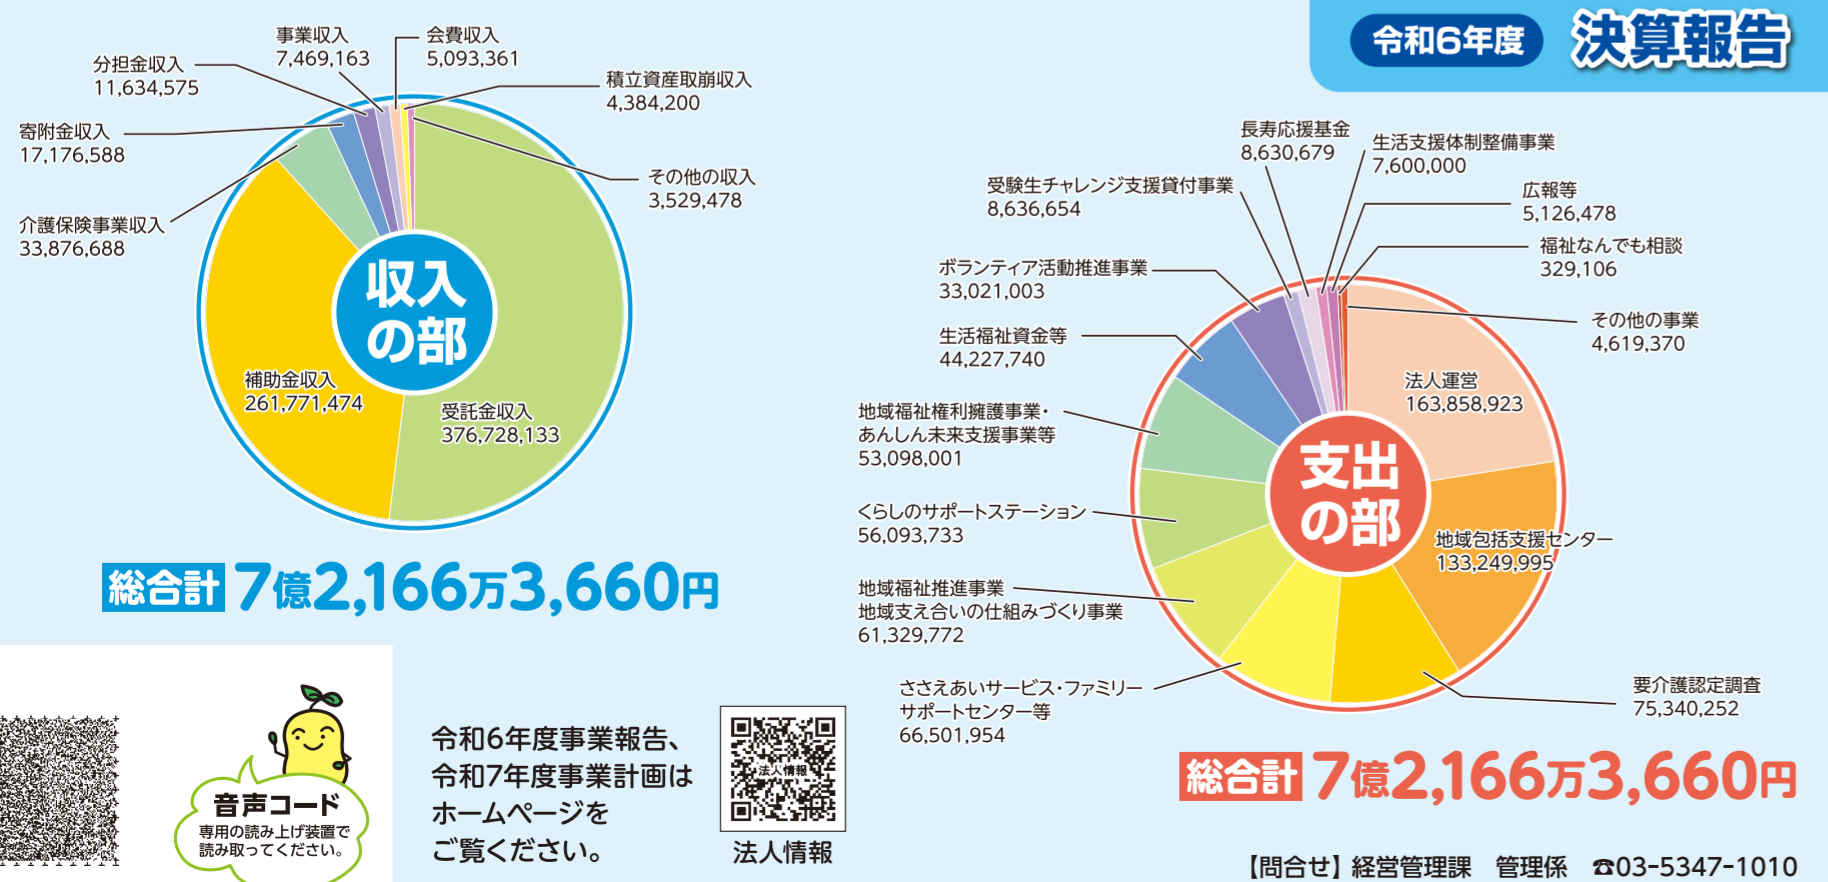 令和6年度 決算報告
事業収入
7,469,163
会費収入
5,093,361
分担金収入
11,634,575
積立資産取崩収入
4,384,200
寄附金収入
17,176,588
その他の収入
3,529,478
介護保険事業収入
33,876,688
収入
の部
補助金収入
261,771,474
受託金収入
376,728,133
総合計 7億2,166万3,660円
長寿応援基金
8,630,679
生活支援体制整備事業
7,600,000
受験生チャレンジ支援貸付事業
8,636,654
広報等
5,126,478
福祉なんでも相談
329,106
ボランティア活動推進事業
33,021,003
その他の事業
4,619,370
生活福祉資金等
44,227,740
法人運営
163,858,923
地域福祉権利擁護事業・
あんしん未来支援事業等
53,098,001
支出
の部
くらしのサポートステーション
56,093,733
地域包括支援センター
133,249,995
地域福祉推進事業
地域支え合いの仕組みづくり事業
61,329,772
ささえあいサービス・ファミリー
サポートセンター等
66,501,954
要介護認定調査
75,340,252
総合計 7億2,166万3,660円
音声コード
専用の読み上げ装置で
読み取ってください。
令和6年度事業報告、
令和7年度事業計画は
ホームページを
ご覧ください。
法人情報
法人情報
【問合せ】経営管理課 管理係 ☎03-5347-1010